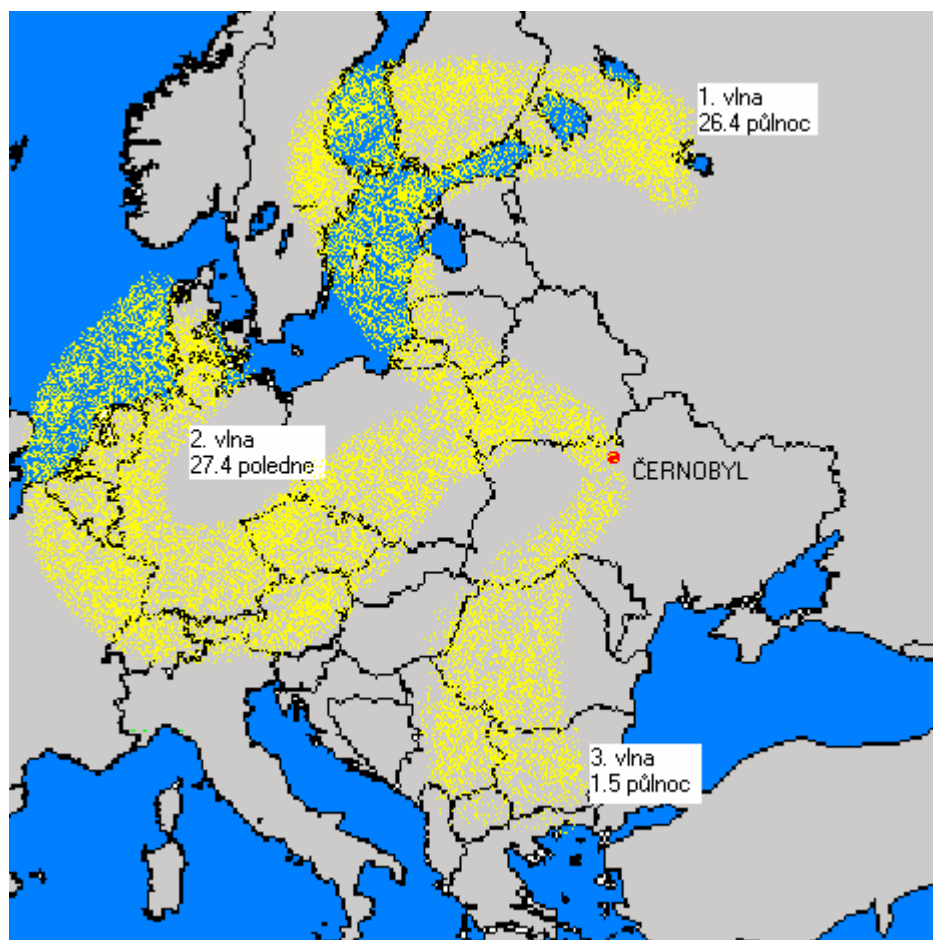 1. vlna
26.4 půlnoc
2. vlna
27.4 poledne
ČERNOBYL
3. vlna
1.5 půlnoc